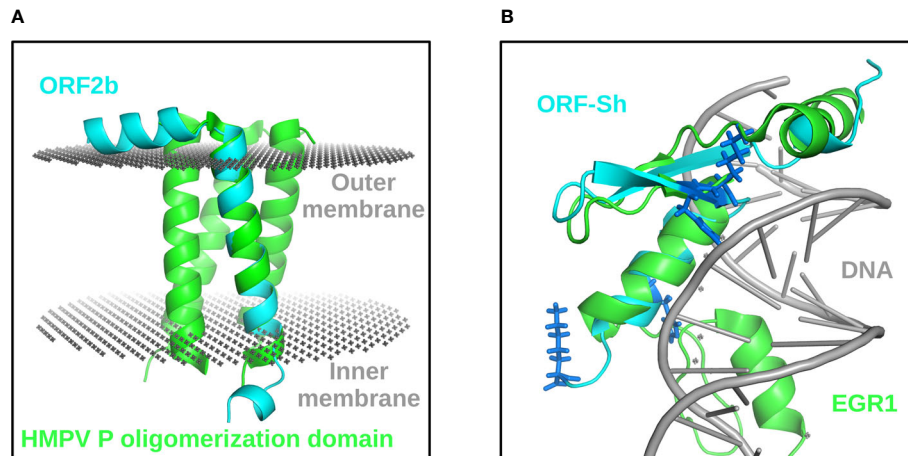 A
ORF2b
Outer
membrane
Inner
membrane
HMPV P oligomerization domain
B
ORF-Sh
DNA
EGR1